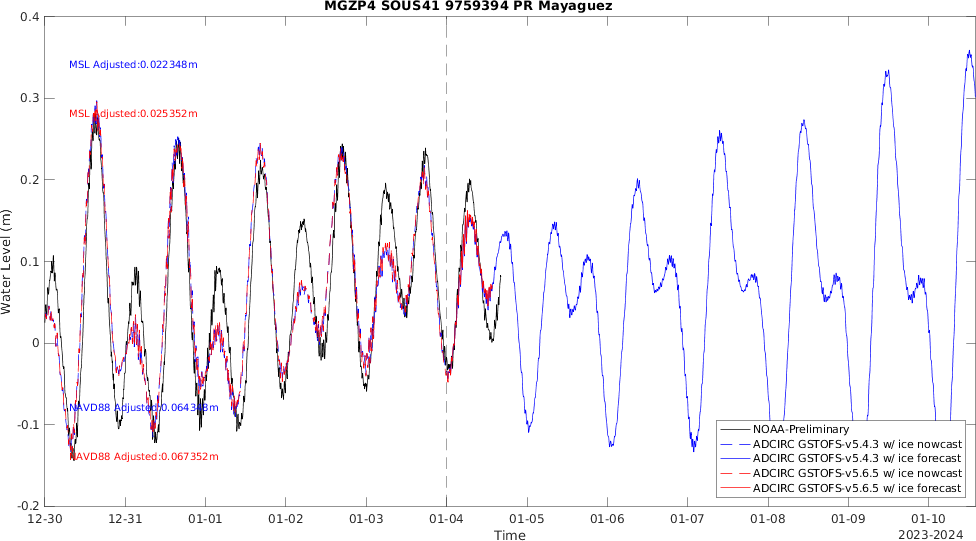 MGZP4 SOUS41 9759394 PR Mayaguez
Water Level (m)
0.4
0.3
0.2
0.1
0
-0.1
-0.2
MSL Adjusted:0.022348m
MSL Adjusted:0.025352m
NAVD88 Adjusted:0.064348m
NAVD88 Adjusted:0.067352m
NOAA-Preliminary
ADCIRC GSTOFS-v5.4.3 w/ ice nowcast
ADCIRC GSTOFS-v5.4.3 w/ ice forecast
ADCIRC GSTOFS-v5.6.5 w/ ice nowcast
ADCIRC GSTOFS-v5.6.5 w/ ice forecast
12-30 12-31 01-01 01-02 01-03 01-04 01-05 01-06 01-07 01-08 01-09 01-10
Time
2023-2024